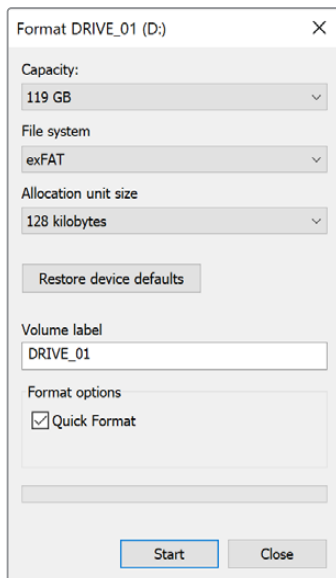 Format DRIVE_01 (D:)
Capacity:
119 GB
File system
exFAT
Allocation unit size
128 kilobytes
Restore device defaults
Volume label
DRIVE_01
Format options
Quick Format
Start Close